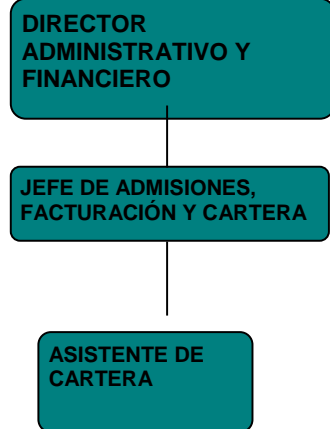 DIRECTOR
ADMINISTRATIVO Y
FINANCIERO
JEFE DE ADMISIONES,
FACTURACIÓN Y CARTERA
ASISTENTE DE
CARTERA